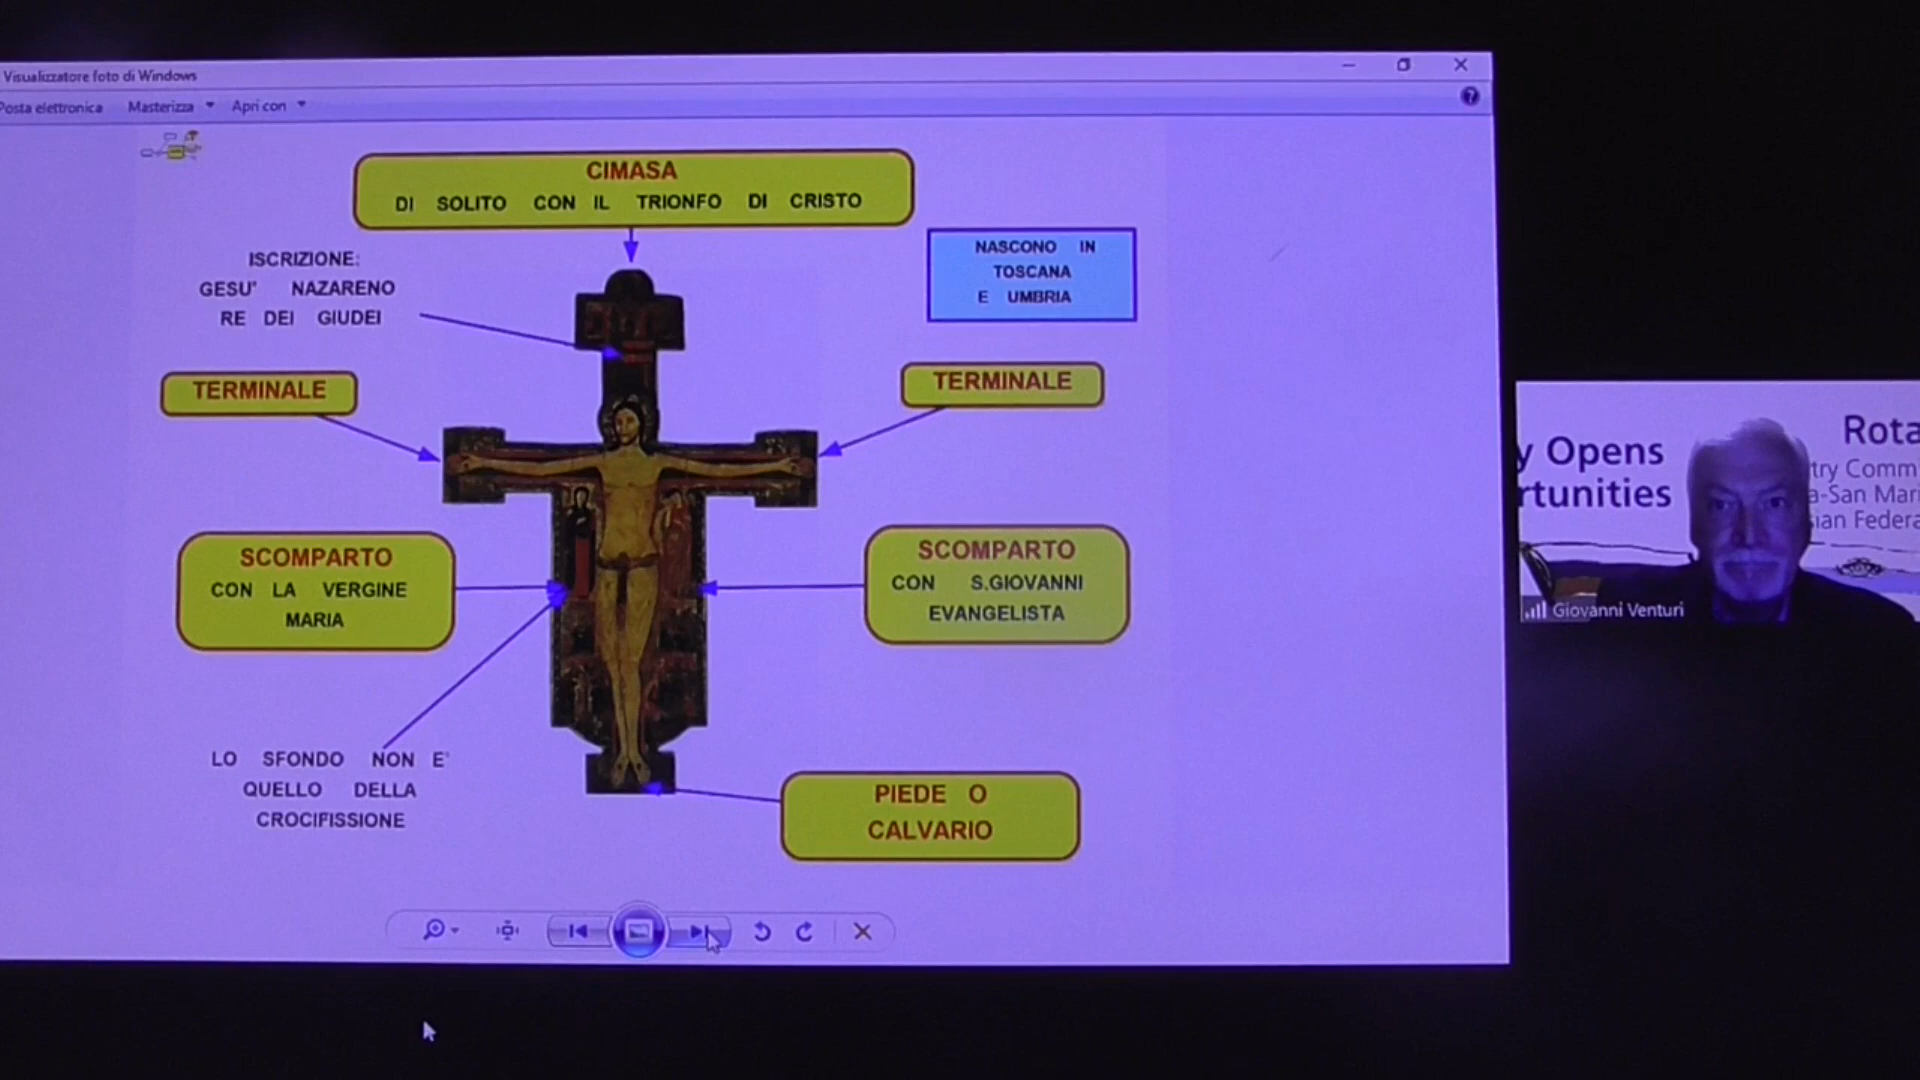 Visualizzatore foto di Windows
Posta elettronica Masterizza Apri con
CIMASA
DI SOLITO CON IL TRIONFO DI CRISTO
ISCRIZIONE:
GESU' NAZARENO
RE DEI GIUDEI
NASCONO IN
TOSCANA
E UMBRIA
TERMINALE
TERMINALE
SCOMPARTO
CON LA VERGINE
MARIA
SCOMPARTO
CON S.GIOVANNI
EVANGELISTA
LO SFONDO NON E'
QUELLO DELLA
CROCIFISSIONE
PIEDE O
CALVARIO
y Opens
rtunities
Rota
try Comm
a-San Mari
ian Federa
Giovanni Venturi